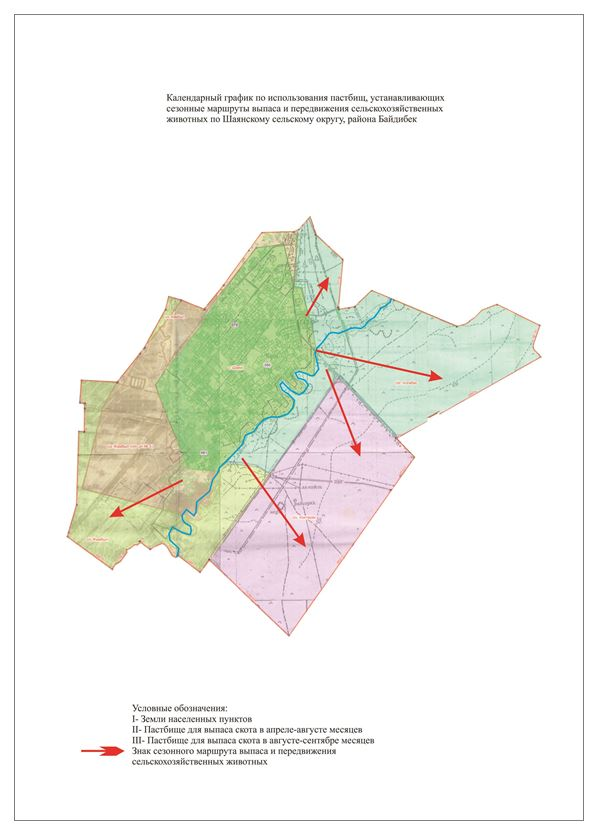 Календарный график по использования пастбищ, устанавливающих
сезонные маршруты выпаса и передвижения сельскохозяйственных
животных по Шаянскому сельскому округу, района Байдибек
Условные обозначения:
I- Земли населенных пунктов
II- Пастбище для выпаса скота в апреле-августе месяцев
III- Пастбище для выпаса скота в августе-сентябре месяцев
Знак сезонного маршрута выпаса и передвижения
сельскохозяйственных животных